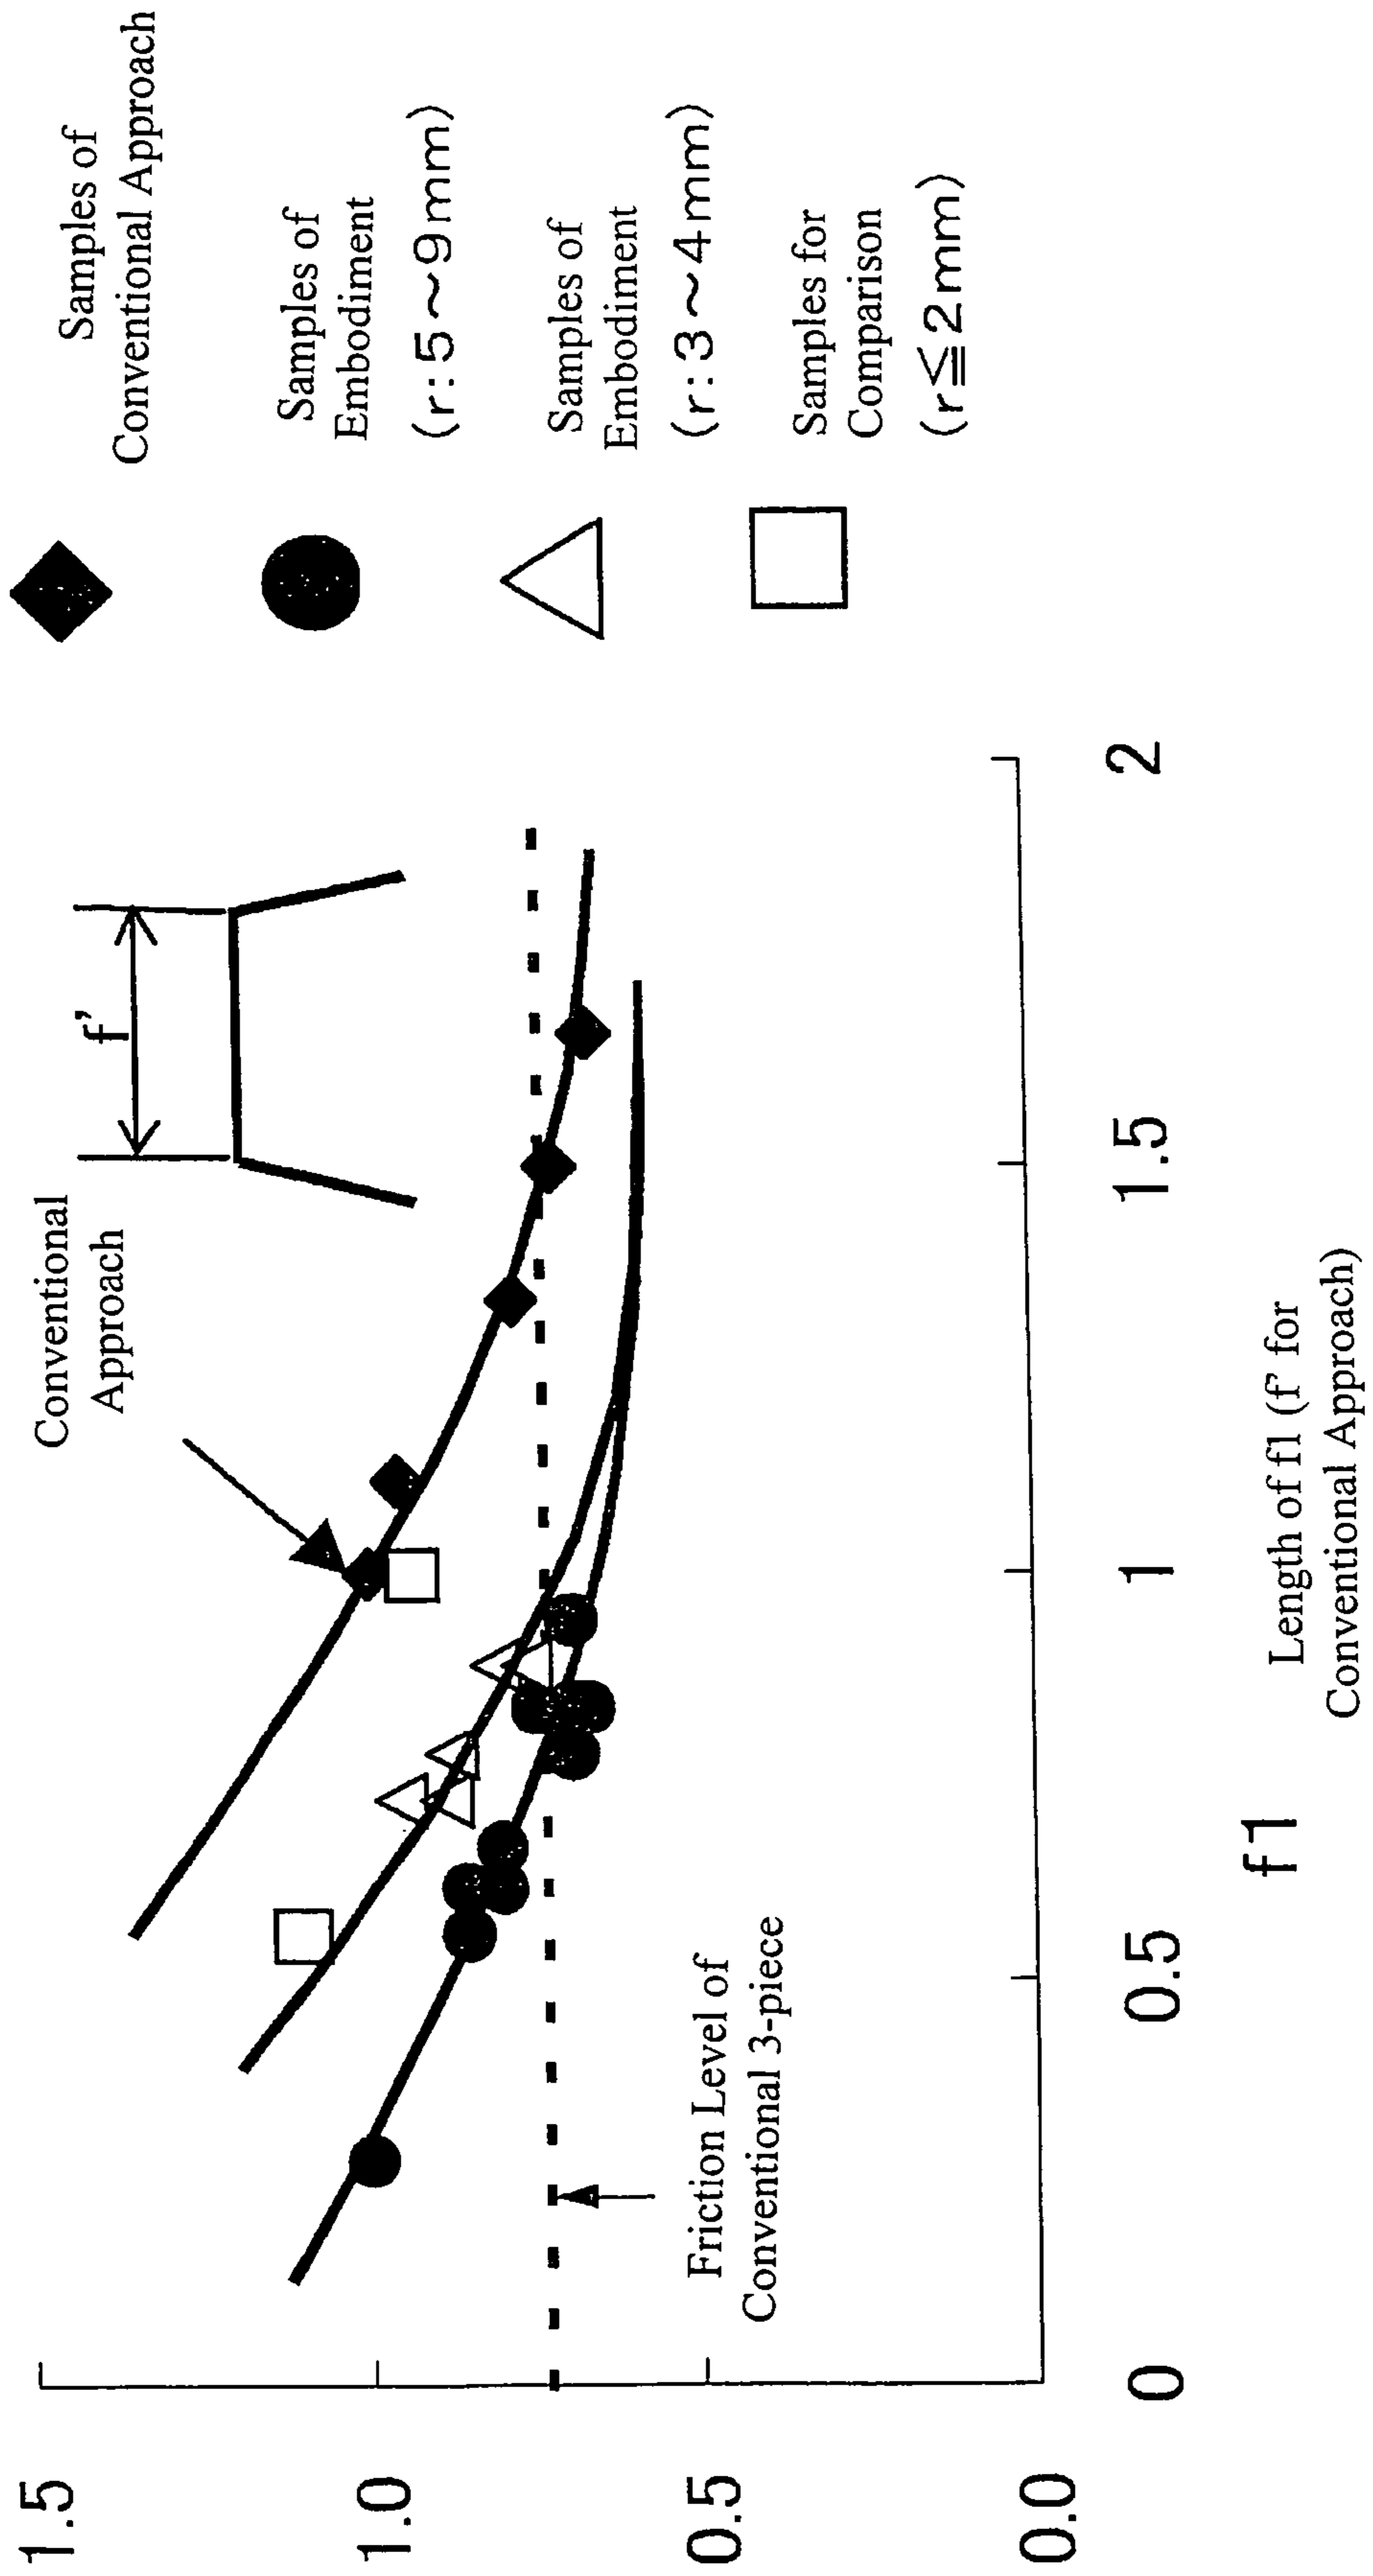 Samples of
Conventional Approach
Samples of
Embodiment
(r:5~9mm)
Samples of
Embodiment
(r:3~4mm)
Samples for
Comparison
(r≦2mm)
Conventional
Approach
f'
Friction Level of
Conventional 3-piece
1.5
1.0
0.5
0.0
0
0.5
1
1.5
2
f1
Length of f1 (f' for
Conventional Approach)